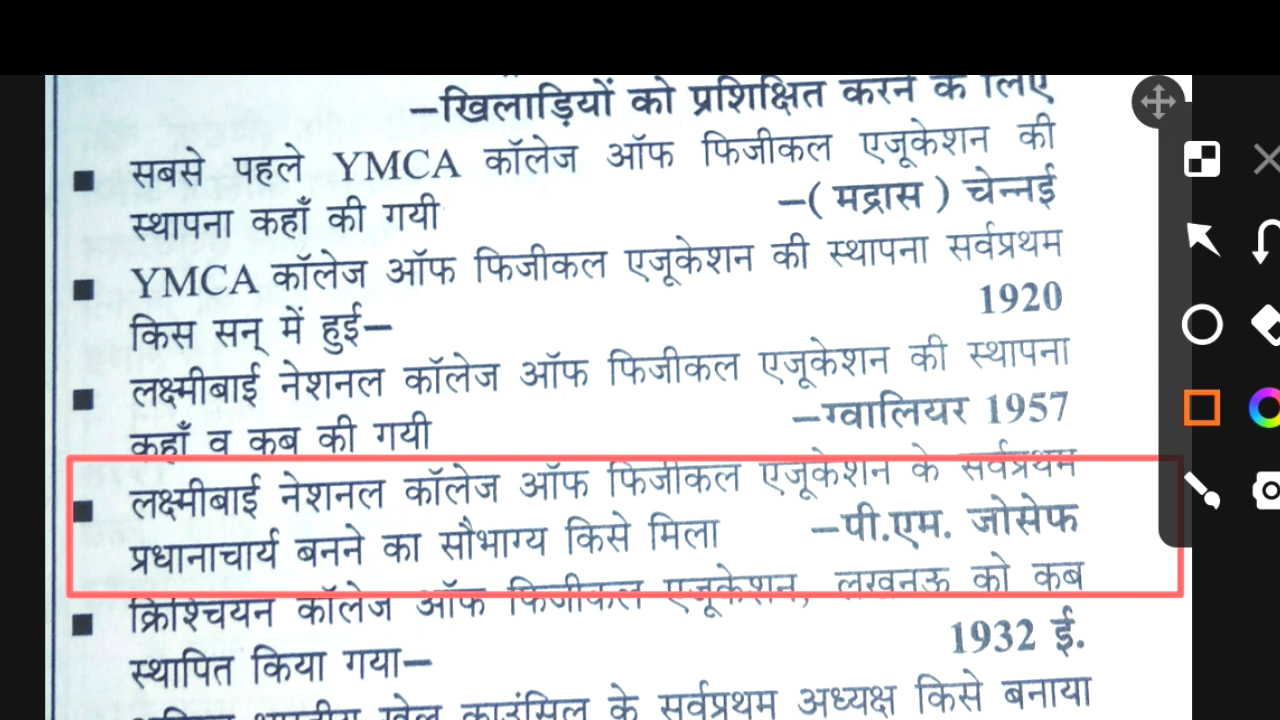 –खिलाड़ियों को प्रशिक्षित करने के लिए
■ सबसे पहले YMCA कॉलेज ऑफ फिजीकल एजूकेशन की
स्थापना कहाँ की गयी –( मद्रास ) चेन्नई
■ YMCA कॉलेज ऑफ फिजीकल एजूकेशन की स्थापना सर्वप्रथम
किस सन् में हुई– 1920
■ लक्ष्मीबाई नेशनल कॉलेज ऑफ फिजीकल एजूकेशन की स्थापना
कहाँ व कब की गयी –ग्वालियर 1957
■ लक्ष्मीबाई नेशनल कॉलेज ऑफ फिजीकल एजूकेशन के सर्वप्रथम
प्रधानाचार्य बनने का सौभाग्य किसे मिला –पी.एम. जोसेफ
■ क्रिश्चियन कॉलेज ऑफ फिजीकल एजूकेशन, लखनऊ को कब
स्थापित किया गया– 1932 ई.
भारतीय खेल काउंसिल के सर्वप्रथम अध्यक्ष किसे बनाया